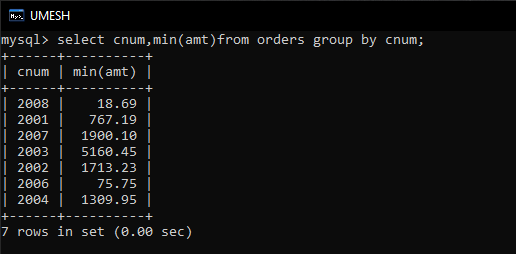 UMESH
mysql> select cnum,min(amt)from orders group by cnum;
+------+----------+
| cnum | min(amt) |
+------+----------+
| 2008 |    18.69 |
| 2001 |   767.19 |
| 2007 |  1900.10 |
| 2003 |  5160.45 |
| 2002 |  1713.23 |
| 2006 |    75.75 |
| 2004 |  1309.95 |
+------+----------+
7 rows in set (0.00 sec)